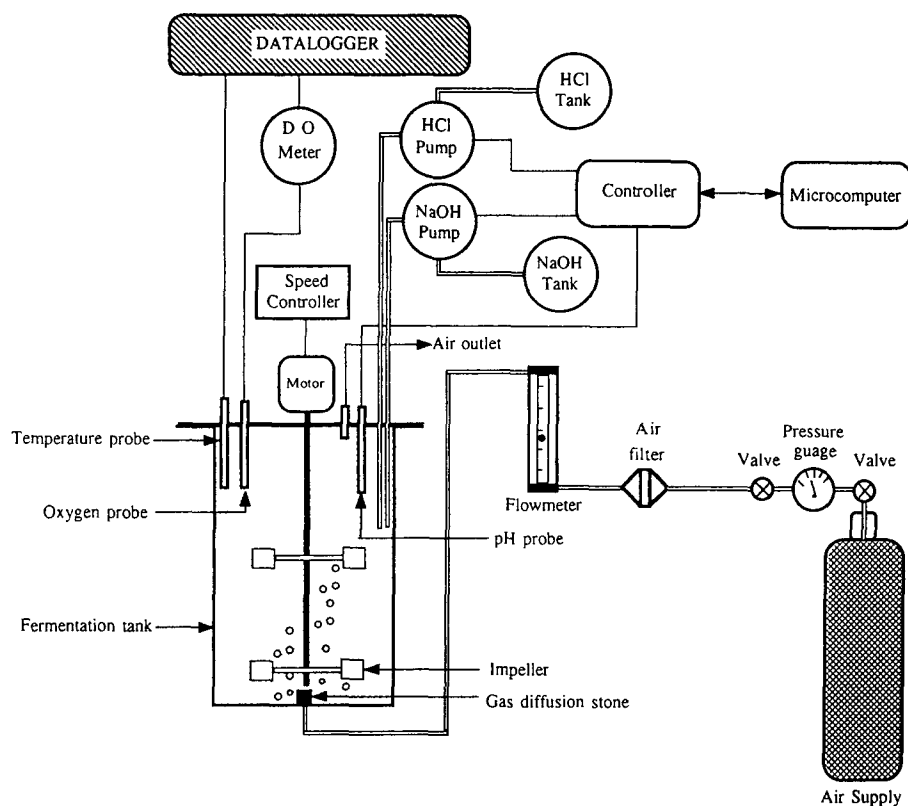 DATALOGGER
HCl
Tank
D O
Meter
HCl
Pump
Controller
Microcomputer
NaOH
Pump
NaOH
Tank
Speed
Controller
Air outlet
Motor
Temperature probe
Air
filter
Pressure
guage
Valve
Valve
Oxygen probe
Flowmeter
pH probe
Fermentation tank
Impeller
Gas diffusion stone
Air Supply